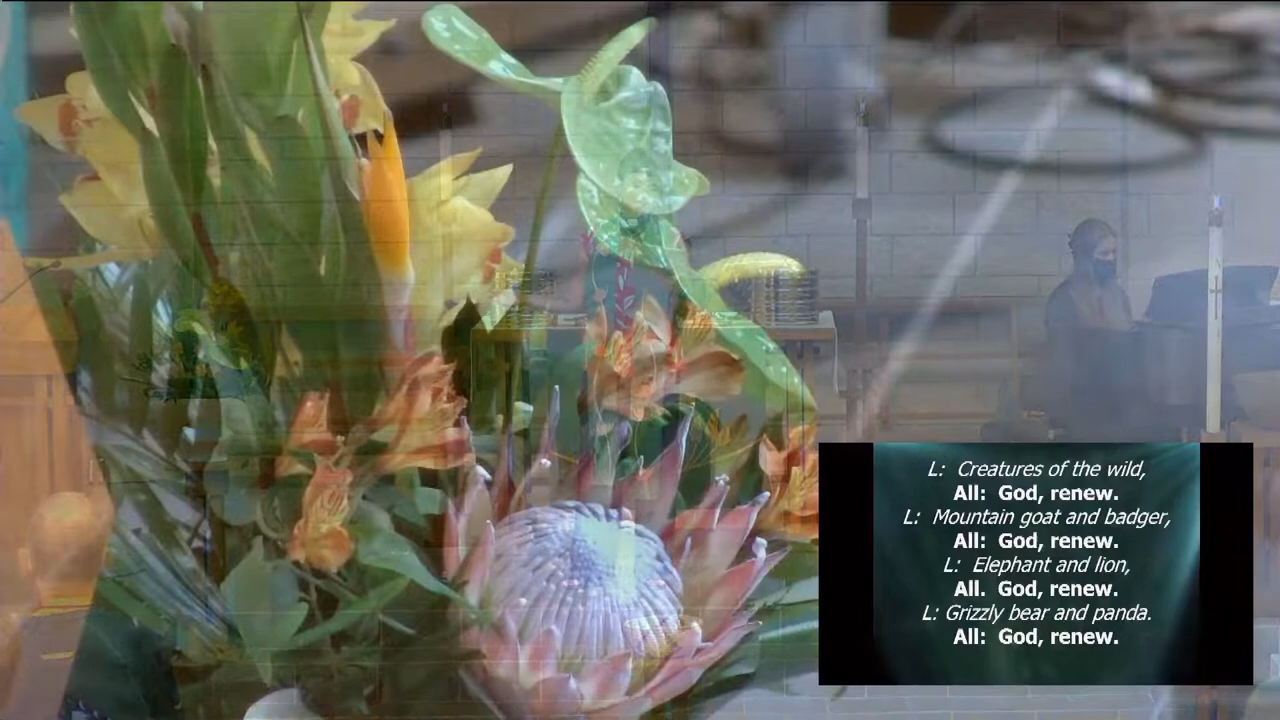 L:  Creatures of the wild,
All:  God, renew.
L:  Mountain goat and badger,
All:  God, renew.
L:  Elephant and lion,
All.  God, renew.
L: Grizzly bear and panda.
All:  God, renew.